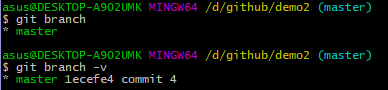 asus@DESKTOP-A902UMK MINGW64 /d/github/demo2 (master)
$ git branch
* master
asus@DESKTOP-A902UMK MINGW64 /d/github/demo2 (master)
$ git branch -v
* master 1ecefe4 commit 4